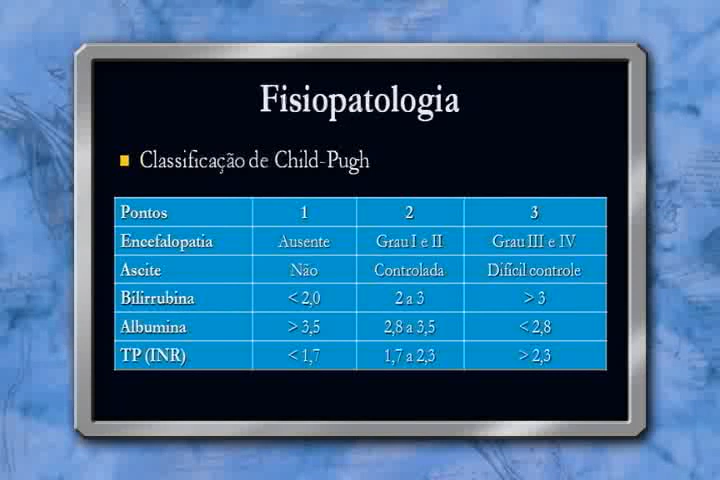 Fisiopatologia
Classificação de Child-Pugh
Pontos 1 2 3
Encefalopatia Ausente Grau I e II Grau III e IV
Ascite Não Controlada Difícil controle
Bilirrubina < 2,0 2 a 3 > 3
Albumina > 3,5 2,8 a 3,5 < 2,8
TP (INR) < 1,7 1,7 a 2,3 > 2,3